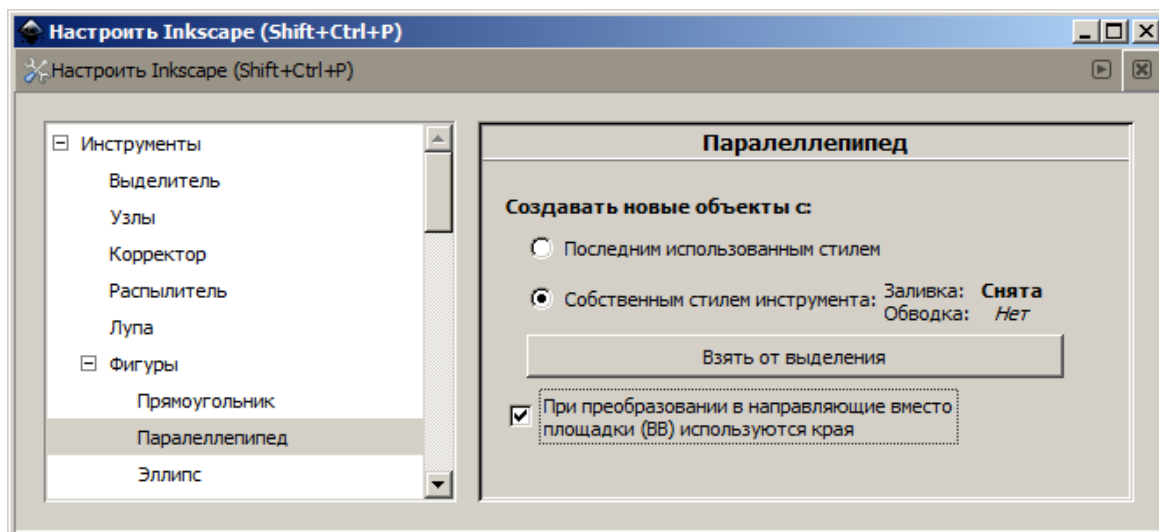 Настроить Inkscape (Shift+Ctrl+P)
Настроить Inkscape (Shift+Ctrl+P)
Инструменты
Выделитель
Узлы
Корректор
Распылитель
Лупа
Фигуры
Прямоугольник
Паралеллепипед
Эллипс
Паралеллепипед
Создавать новые объекты с:
Последним использованным стилем
Собственным стилем инструмента:
Заливка: Снята
Обводка: Нет
Взять от выделения
При преобразовании в направляющие вместо
площадки (BB) используются края